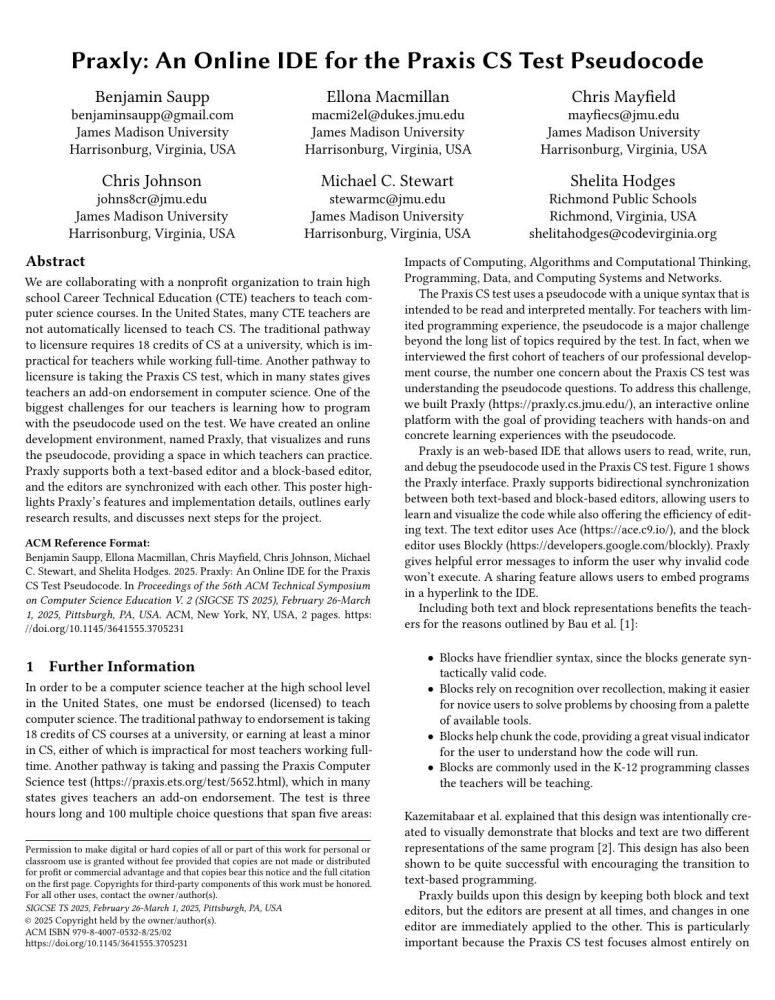 Praxly: An Online IDE for the Praxis CS Test Pseudocode
Benjamin Saupp
benjaminsaupp@gmail.com
James Madison University
Harrisonburg, Virginia, USA
Ellona Macmillan
macmi2el@dukes.jmu.edu
James Madison University
Harrisonburg, Virginia, USA
Chris Mayfield
mayfiecs@jmu.edu
James Madison University
Harrisonburg, Virginia, USA
Chris Johnson
johns8cr@jmu.edu
James Madison University
Harrisonburg, Virginia, USA
Michael C. Stewart
stewarmc@jmu.edu
James Madison University
Harrisonburg, Virginia, USA
Shelita Hodges
Richmond Public Schools
Richmond, Virginia, USA
shelitahodges@codevirginia.org
Abstract
We are collaborating with a nonprofit organization to train high
school Career Technical Education (CTE) teachers to teach com-
puter science courses. In the United States, many CTE teachers are
not automatically licensed to teach CS. The traditional pathway
to licensure requires 18 credits of CS at a university, which is im-
practical for teachers while working full-time. Another pathway to
licensure is taking the Praxis CS test, which in many states gives
teachers an add-on endorsement in computer science. One of the
biggest challenges for our teachers is learning how to program
with the pseudocode used on the test. We have created an online
development environment, named Praxly, that visualizes and runs
the pseudocode, providing a space in which teachers can practice.
Praxly supports both a text-based editor and a block-based editor,
and the editors are synchronized with each other. This poster high-
lights Praxly's features and implementation details, outlines early
research results, and discusses next steps for the project.
ACM Reference Format:
Benjamin Saupp, Ellona Macmillan, Chris Mayfield, Chris Johnson, Michael
C. Stewart, and Shelita Hodges. 2025. Praxly: An Online IDE for the Praxis
CS Test Pseudocode. In Proceedings of the 56th ACM Technical Symposium
on Computer Science Education V. 2 (SIGCSE TS 2025), February 26-March
1, 2025, Pittsburgh, PA, USA. ACM, New York, NY, USA, 2 pages. https:
//doi.org/10.1145/3641555.3705231
1 Further Information
In order to be a computer science teacher at the high school level
in the United States, one must be endorsed (licensed) to teach
computer science. The traditional pathway to endorsement is taking
18 credits of CS courses at a university, or earning at least a minor
in CS, either of which is impractical for most teachers working full-
time. Another pathway is taking and passing the Praxis Computer
Science test (https://praxis.ets.org/test/5652.html), which in many
states gives teachers an add-on endorsement. The test is three
hours long and 100 multiple choice questions that span five areas:
Permission to make digital or hard copies of all or part of this work for personal or
classroom use is granted without fee provided that copies are not made or distributed
for profit or commercial advantage and that copies bear this notice and the full citation
on the first page. Copyrights for third-party components of this work must be honored.
For all other uses, contact the owner/author(s).
SIGCSE TS 2025, February 26-March 1, 2025, Pittsburgh, PA, USA
© 2025 Copyright held by the owner/author(s).
ACM ISBN 979-8-4007-0532-8/25/02
https://doi.org/10.1145/3641555.3705231
Impacts of Computing, Algorithms and Computational Thinking,
Programming, Data, and Computing Systems and Networks.
The Praxis CS test uses a pseudocode with a unique syntax that is
intended to be read and interpreted mentally. For teachers with lim-
ited programming experience, the pseudocode is a major challenge
beyond the long list of topics required by the test. In fact, when we
interviewed the first cohort of teachers of our professional develop-
ment course, the number one concern about the Praxis CS test was
understanding the pseudocode questions. To address this challenge,
we built Praxly (https://praxly.cs.jmu.edu/), an interactive online
platform with the goal of providing teachers with hands-on and
concrete learning experiences with the pseudocode.
Praxly is an web-based IDE that allows users to read, write, run,
and debug the pseudocode used in the Praxis CS test. Figure 1 shows
the Praxly interface. Praxly supports bidirectional synchronization
between both text-based and block-based editors, allowing users to
learn and visualize the code while also offering the efficiency of edit-
ing text. The text editor uses Ace (https://ace.c9.io/), and the block
editor uses Blockly (https://developers.google.com/blockly). Praxly
gives helpful error messages to inform the user why invalid code
won't execute. A sharing feature allows users to embed programs
in a hyperlink to the IDE.
Including both text and block representations benefits the teach-
ers for the reasons outlined by Bau et al. [1]:
• Blocks have friendlier syntax, since the blocks generate syn-
tactically valid code.
• Blocks rely on recognition over recollection, making it easier
for novice users to solve problems by choosing from a palette
of available tools.
• Blocks help chunk the code, providing a great visual indicator
for the user to understand how the code will run.
• Blocks are commonly used in the K-12 programming classes
the teachers will be teaching.
Kazemitabaar et al. explained that this design was intentionally cre-
ated to visually demonstrate that blocks and text are two different
representations of the same program [2]. This design has also been
shown to be quite successful with encouraging the transition to
text-based programming.
Praxly builds upon this design by keeping both block and text
editors, but the editors are present at all times, and changes in one
editor are immediately applied to the other. This is particularly
important because the Praxis CS test focuses almost entirely on